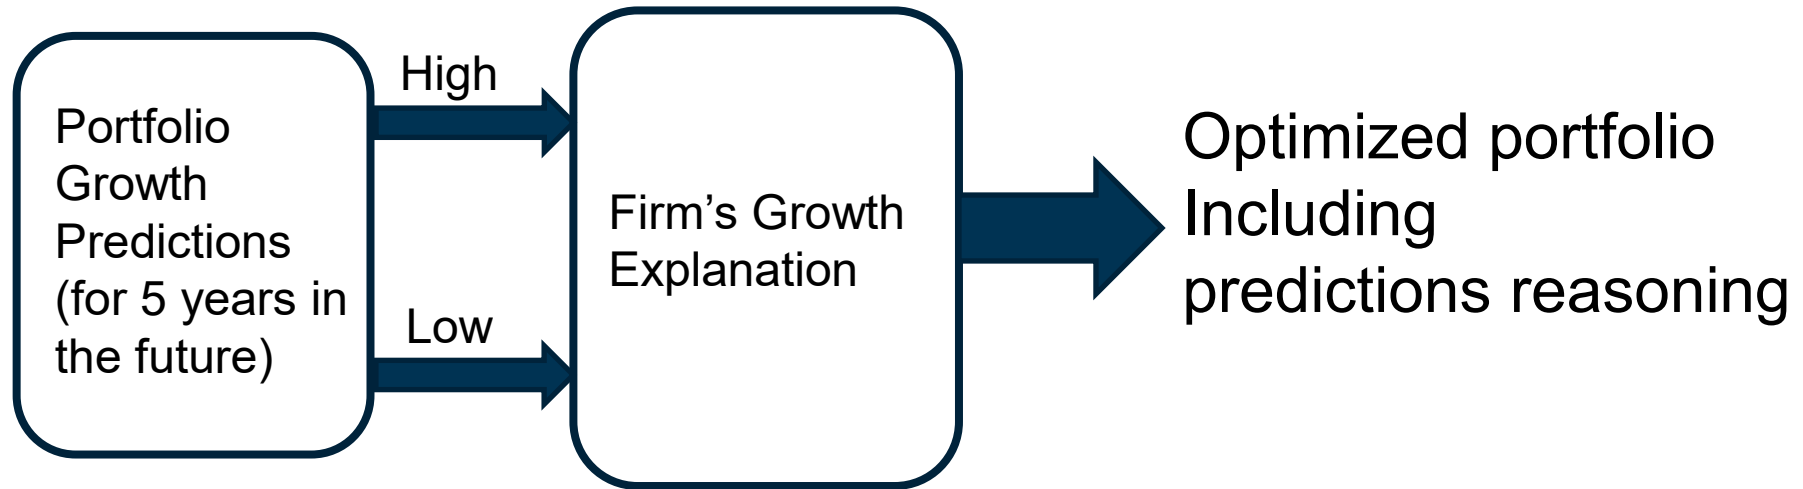 Portfolio
Growth
Predictions
(for 5 years in
the future)
High
Low
Firm’s Growth
Explanation
Optimized portfolio
Including
predictions reasoning